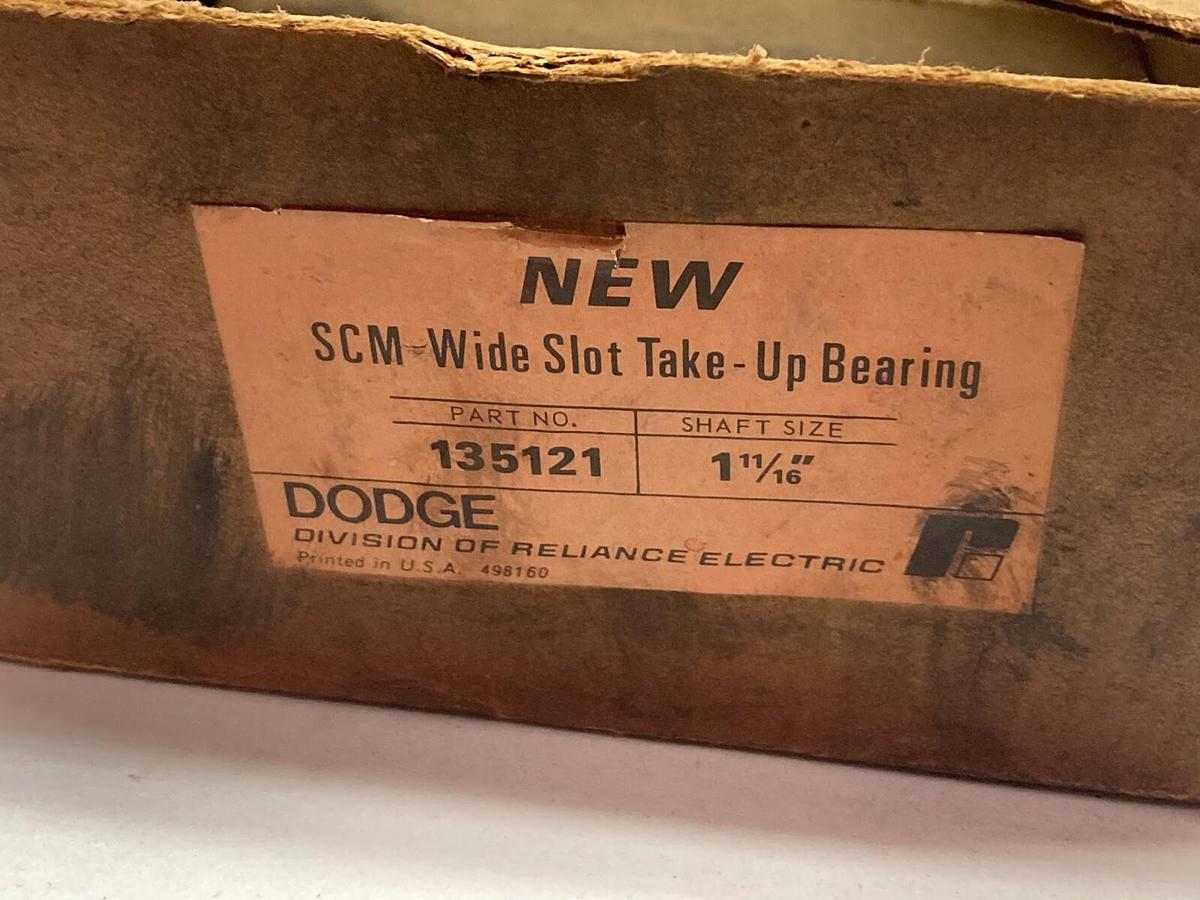 NEW
SCM-Wide Slot Take-Up Bearing
PART NO. SHAFT SIZE
135121 1 11/16"
DODGE
DIVISION OF RELIANCE ELECTRIC
Printed in U.S.A. 498160